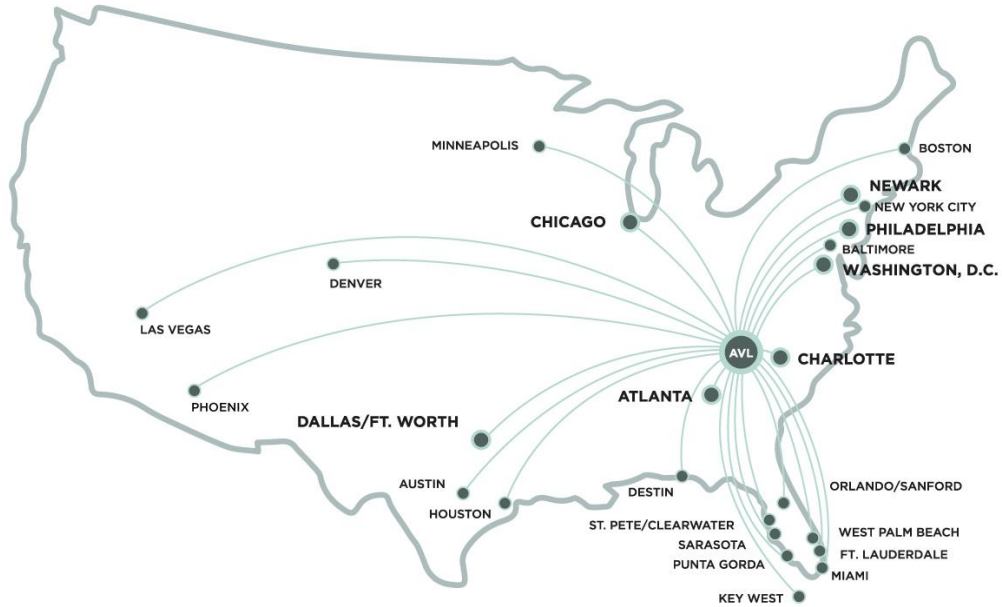 MINNEAPOLIS
BOSTON
NEWARK
NEW YORK CITY
CHICAGO
PHILADELPHIA
BALTIMORE
WASHINGTON, D.C.
DENVER
LAS VEGAS
AVL
CHARLOTTE
ATLANTA
PHOENIX
DALLAS/FT. WORTH
AUSTIN
HOUSTON
DESTIN
ORLANDO/SANFORD
ST. PETE/CLEARWATER
WEST PALM BEACH
SARASOTA
FT. LAUDERDALE
PUNTA GORDA
MIAMI
KEY WEST